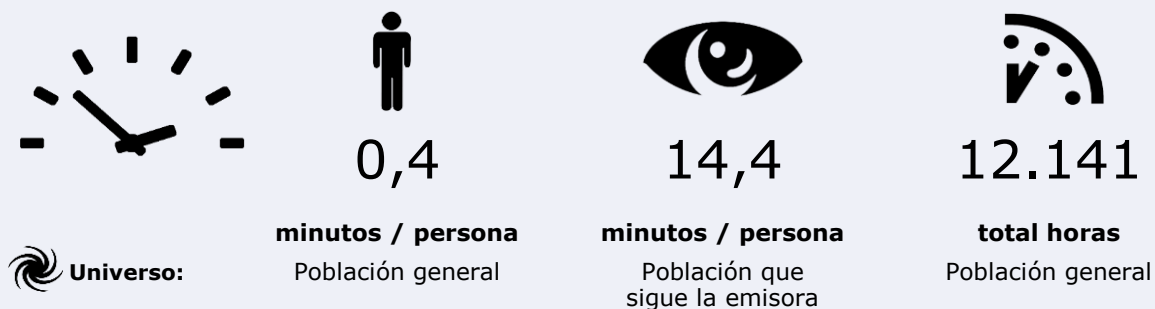 0,4
14,4
12.141
minutos / persona
minutos / persona
total horas
Universo:
Población general
Población que
sigue la emisora
Población general